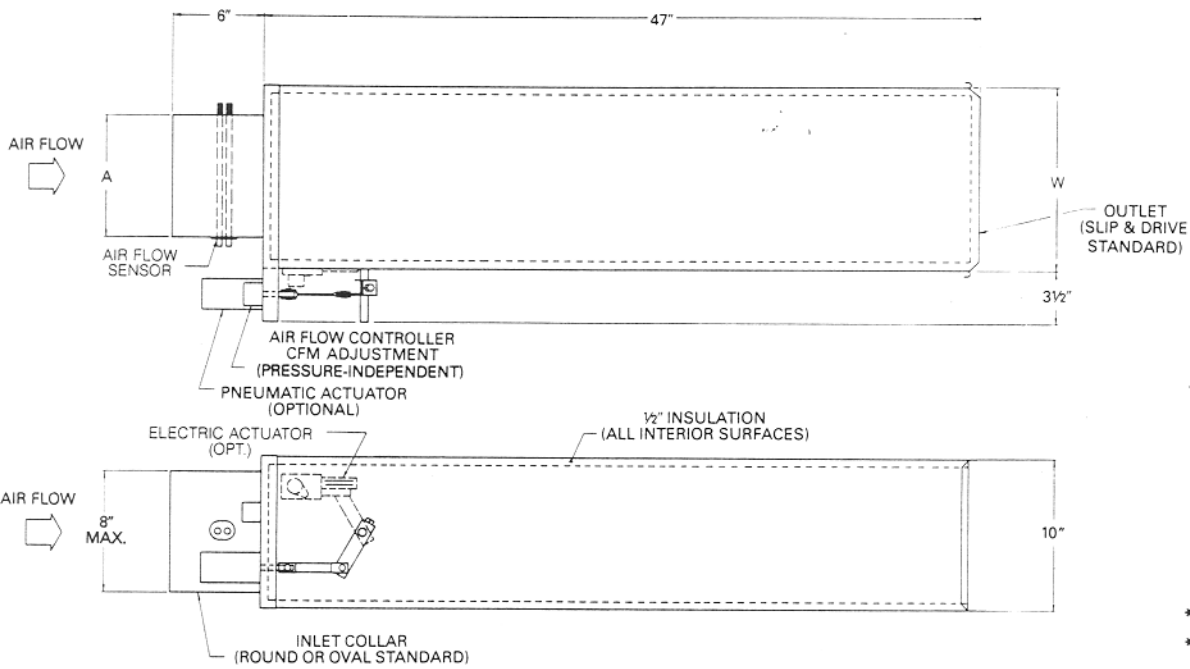 6"
47"
AIR FLOW
A
W
OUTLET
(SLIP & DRIVE
STANDARD)
AIR FLOW
SENSOR
3½"
AIR FLOW CONTROLLER
CFM ADJUSTMENT
(PRESSURE-INDEPENDENT)
PNEUMATIC ACTUATOR
(OPTIONAL)
½" INSULATION
(ALL INTERIOR SURFACES)
ELECTRIC ACTUATOR
(OPT.)
AIR FLOW
8"
MAX.
10"
*
*
INLET COLLAR
(ROUND OR OVAL STANDARD)